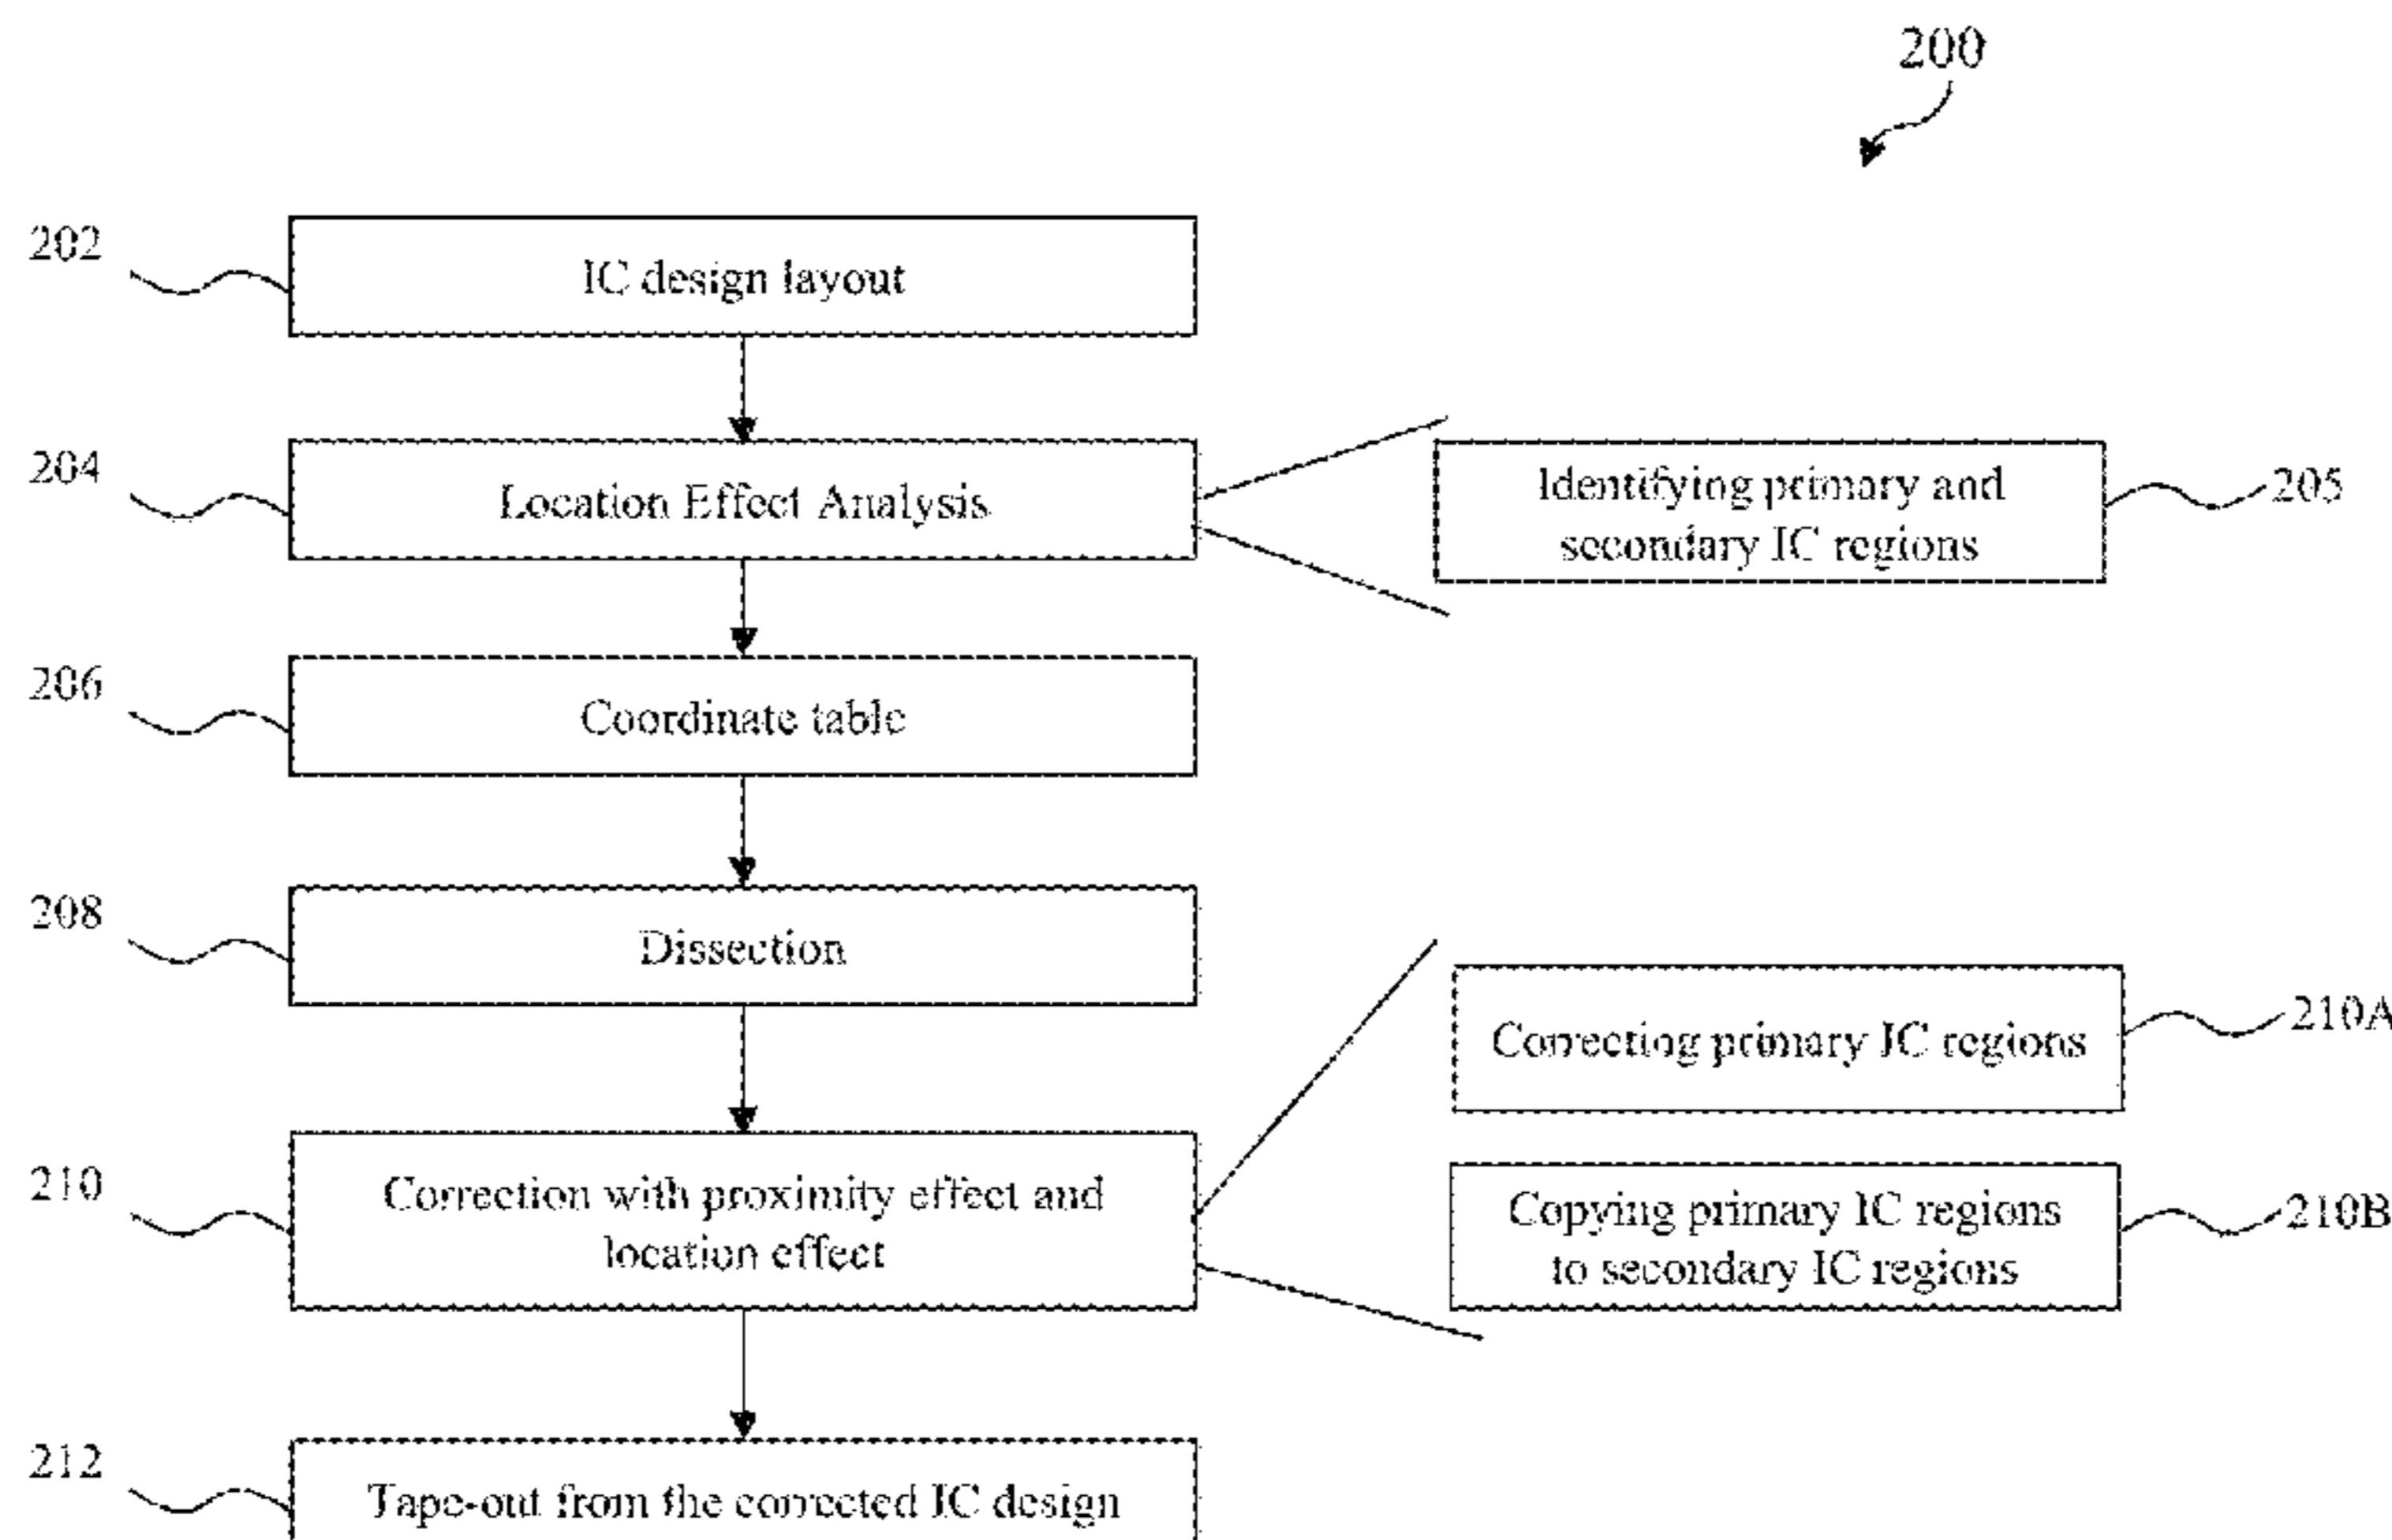 200
202
IC design layout
204
Location Effect Analysis
Identifying primary and
secondary IC regions
205
206
Coordinate table
208
Dissection
Correcting primary IC regions
210A
210
Correction with proximity effect and
location effect
Copying primary IC regions
to secondary IC regions
210B
212
Tape-out from the corrected IC design